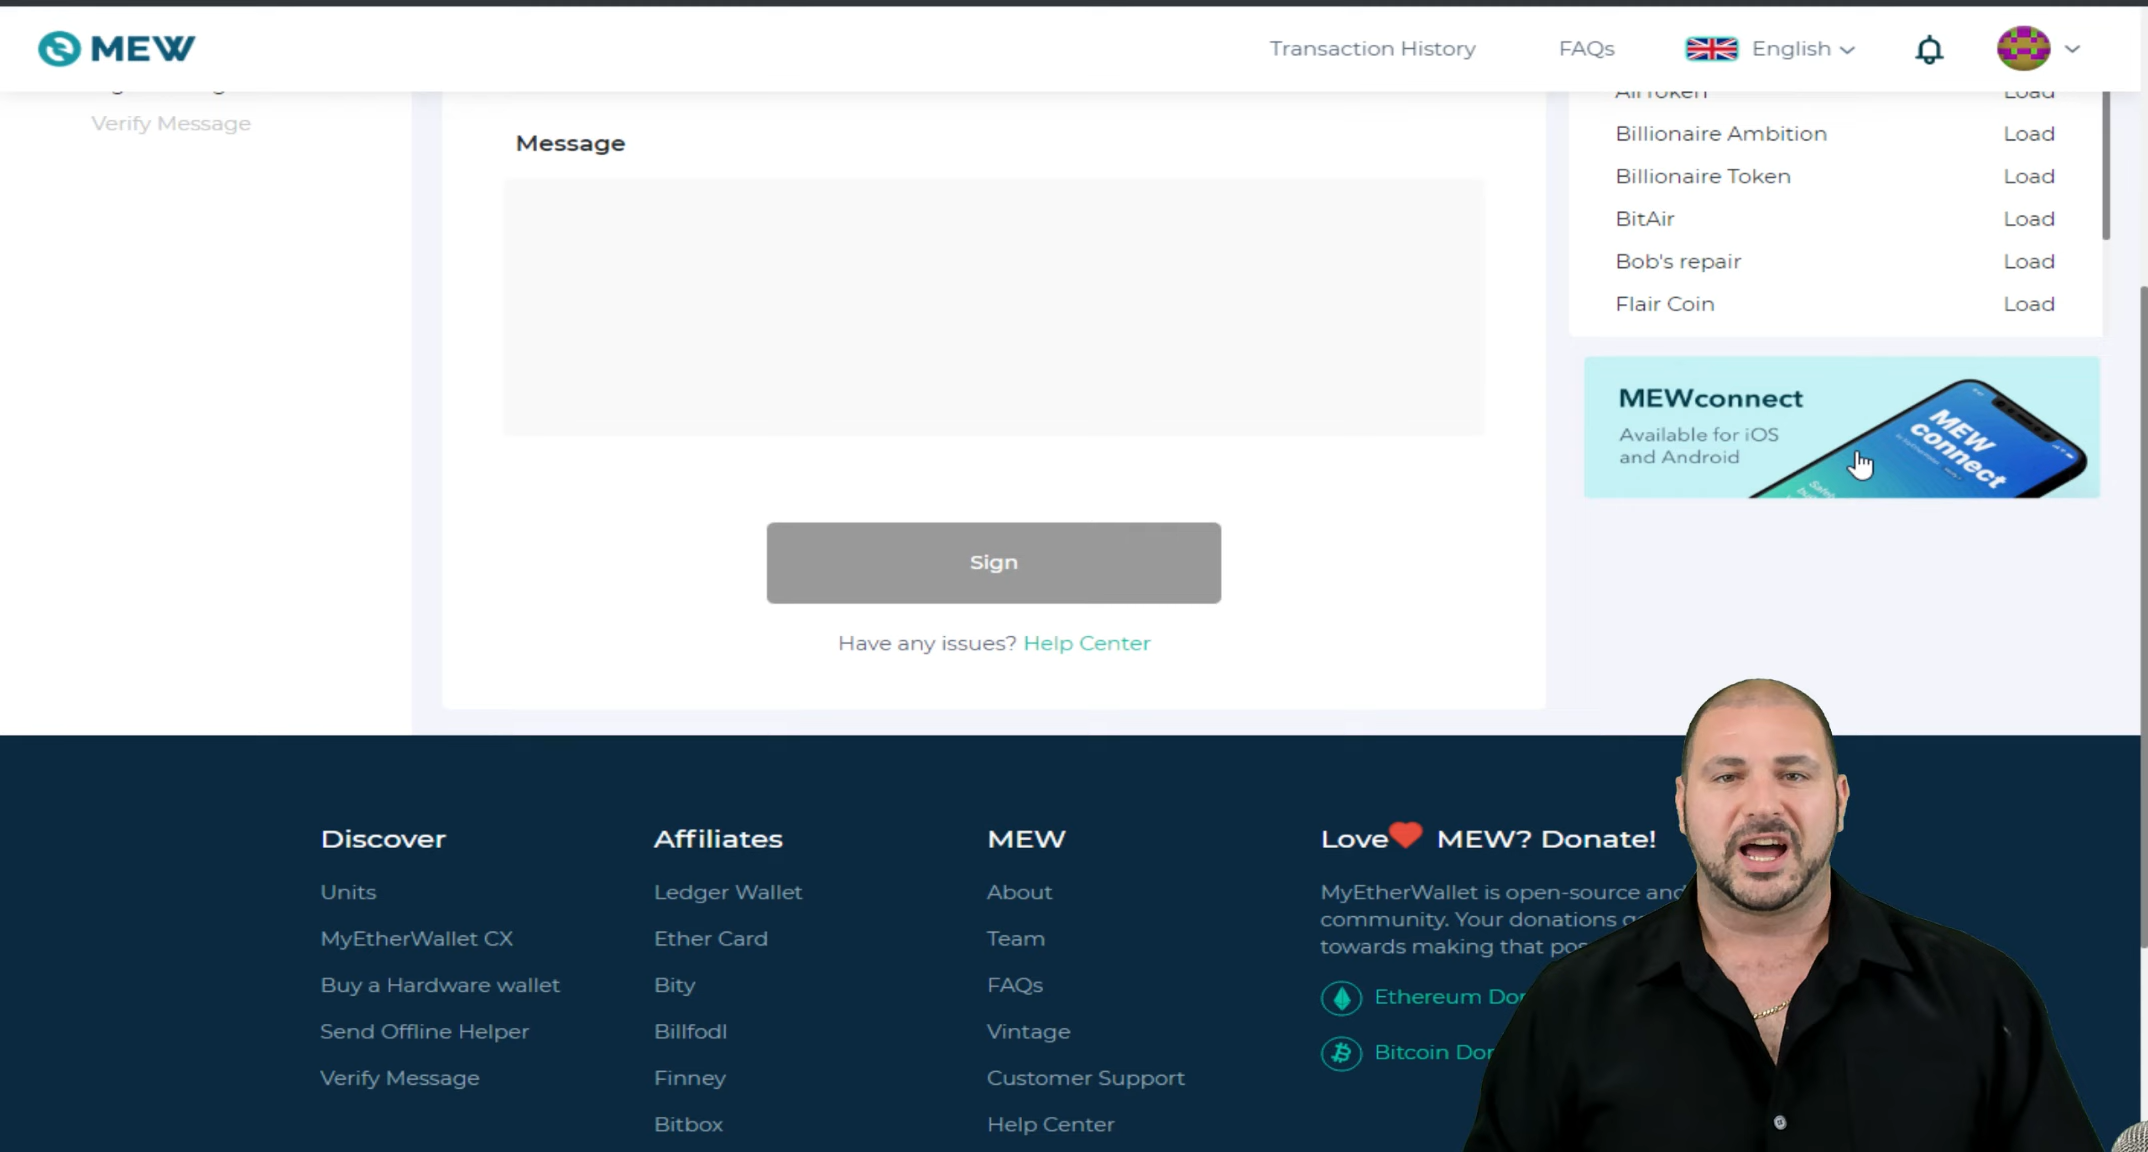 MEW
Transaction History
FAQs
English
Verify Message
Message
AirToken Load
Billionaire Ambition Load
Billionaire Token Load
BitAir Load
Bob's repair Load
Flair Coin Load
MEWconnect
Available for iOS
and Android
MEW
connect
Sign
Have any issues? Help Center
Discover
Units
MyEtherWallet CX
Buy a Hardware wallet
Send Offline Helper
Verify Message
Affiliates
Ledger Wallet
Ether Card
Bity
Billfodl
Finney
Bitbox
MEW
About
Team
FAQs
Vintage
Customer Support
Help Center
Love MEW? Donate!
MyEtherWallet is open-source and
community. Your donations
towards making that
Ethereum
Bitcoin